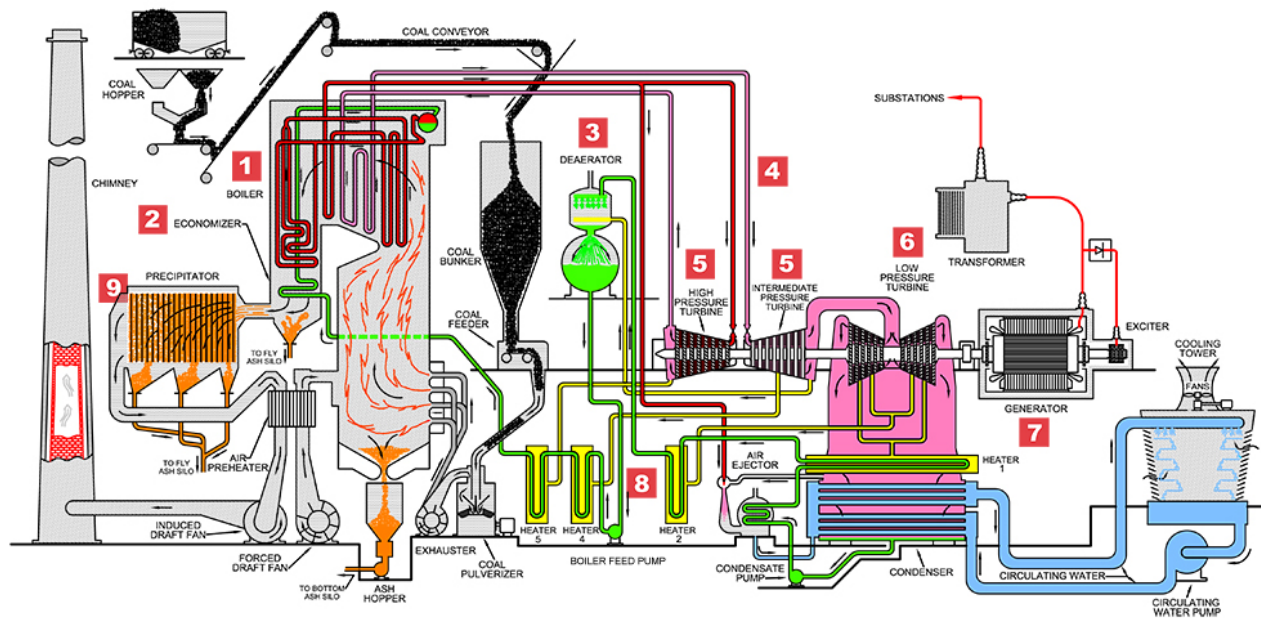 COAL CONVEYOR
COAL
HOPPER
SUBSTATIONS
3
DEAERATOR
1
BOILER
4
CHIMNEY
2
ECONOMIZER
COAL
BUNKER
TRANSFORMER
6
LOW
PRESSURE
TURBINE
5
HIGH
PRESSURE
TURBINE
5
INTERMEDIATE
PRESSURE
TURBINE
9
PRECIPITATOR
COAL
FEEDER
EXCITER
COOLING
TOWER
FANS
TO FLY
ASH SILO
GENERATOR
7
TO FLY
ASH SILO
AIR
PREHEATER
AIR
EJECTOR
HEATER
1
8
INDUCED
DRAFT FAN
FORCED
DRAFT FAN
EXHAUSTER
COAL
PULVERIZER
HEATER
5
HEATER
4
BOILER FEED PUMP
HEATER
2
CONDENSATE
PUMP
CONDENSER
CIRCULATING WATER
CIRCULATING
WATER PUMP
TO BOTTOM
ASH SILO
ASH
HOPPER